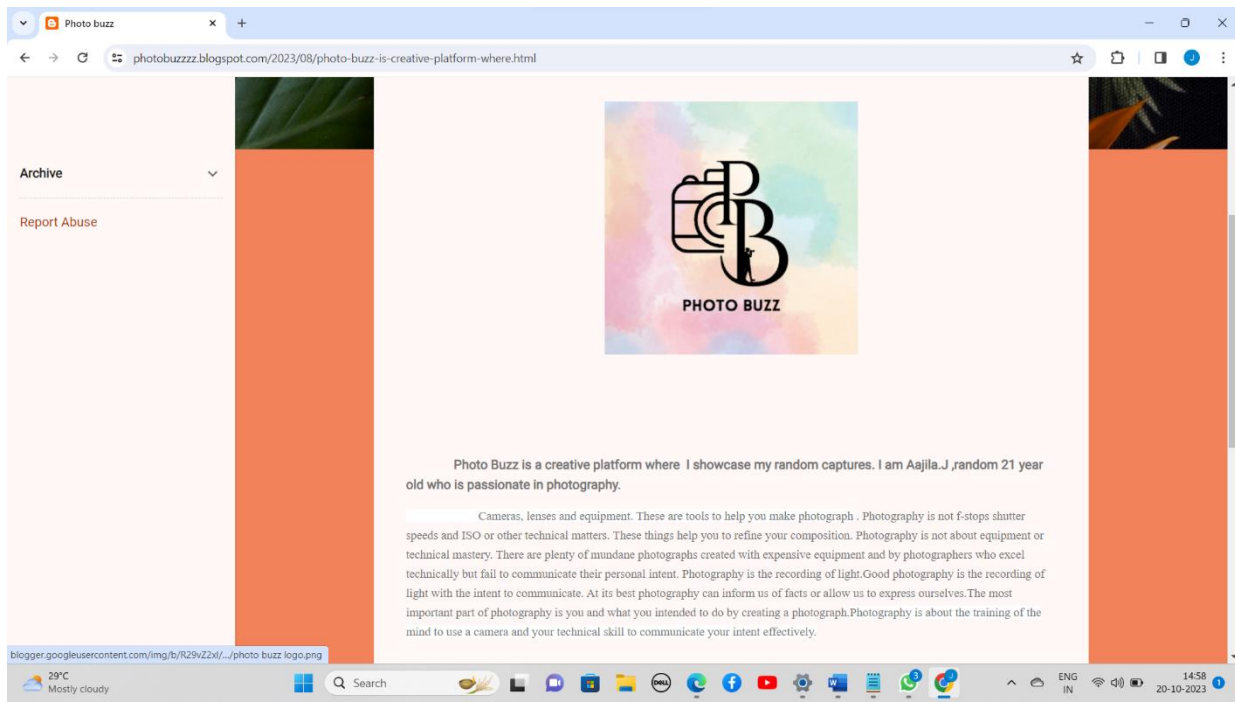 Photo buzz
photobuzzzz.blogspot.com/2023/08/photo-buzz-is-creative-platform-where.html
J
Archive
Report Abuse
PB
PHOTO BUZZ
Photo Buzz is a creative platform where I showcase my random captures. I am Aajila.J ,random 21 year
old who is passionate in photography.
Cameras, lenses and equipment. These are tools to help you make photograph . Photography is not f-stops shutter
speeds and ISO or other technical matters. These things help you to refine your composition. Photography is not about equipment or
technical mastery. There are plenty of mundane photographs created with expensive equipment and by photographers who excel
technically but fail to communicate their personal intent. Photography is the recording of light.Good photography is the recording of
light with the intent to communicate. At its best photography can inform us of facts or allow us to express ourselves.The most
important part of photography is you and what you intended to do by creating a photograph.Photography is about the training of the
mind to use a camera and your technical skill to communicate your intent effectively.
blogger.googleusercontent.com/img/b/R29vZ2xl/.../photo buzz logo.png
29°C
Mostly cloudy
Search
DELL
3
J
ENG
IN
14:58
20-10-2023
1